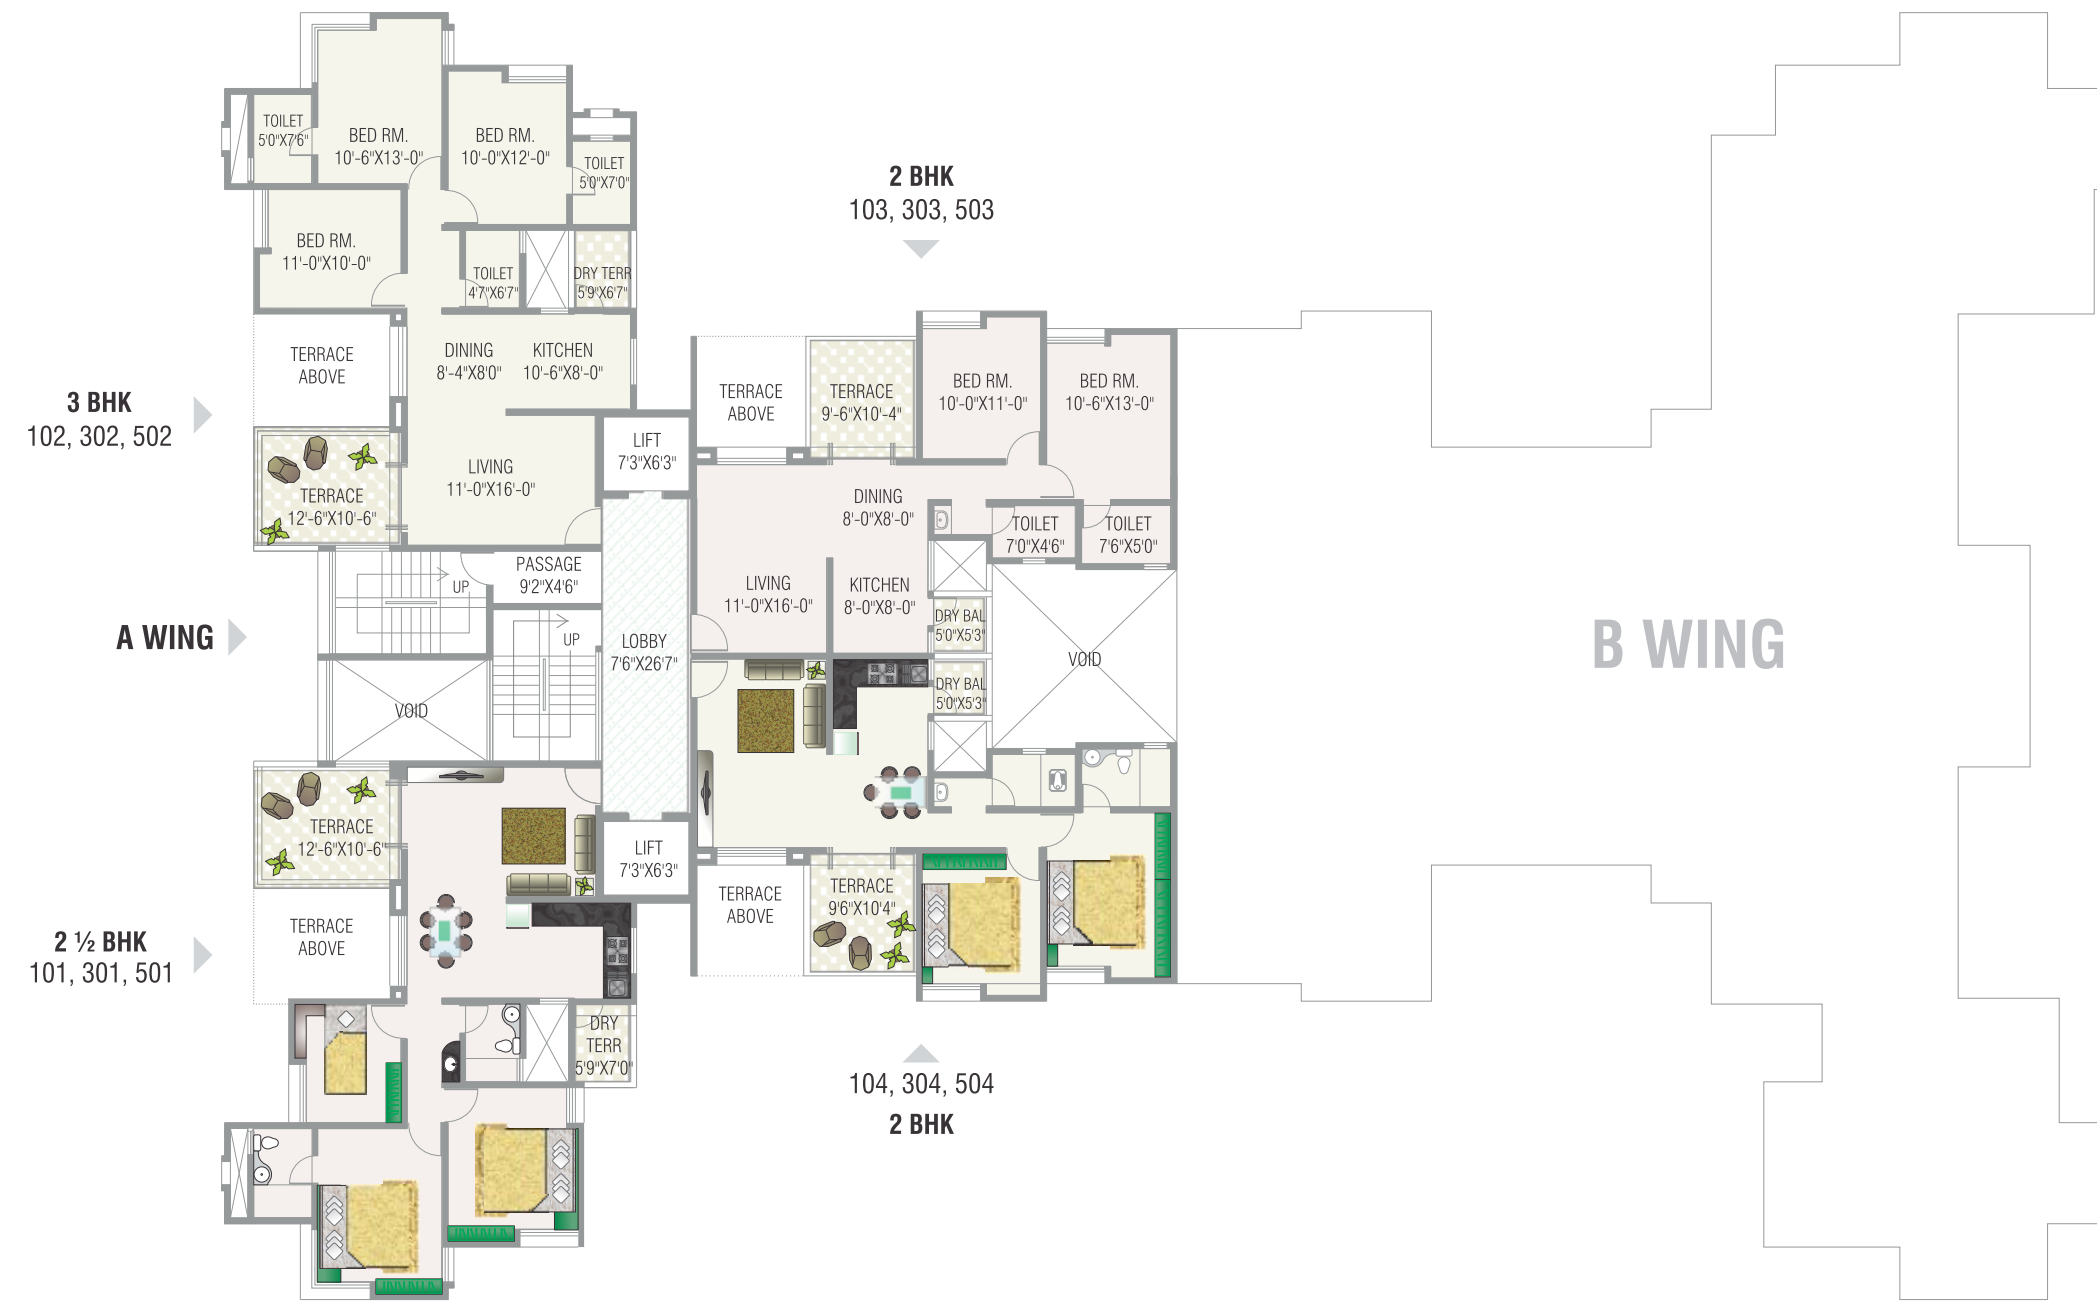 TOILET
5'0"X7'6"
BED RM.
10'-6"X13'-0"
BED RM.
10'-0"X12'-0"
TOILET
5'0"X7'0"
BED RM.
11'-0"X10'-0"
TOILET
4'7"X6'7"
DRY TERR
5'9"X6'7"
TERRACE
ABOVE
DINING
8'-4"X8'0"
KITCHEN
10'-6"X8'-0"
3 BHK
102, 302, 502
LIVING
11'-0"X16'-0"
TERRACE
12'-6"X10'-6"
LIFT
7'3"X6'3"
PASSAGE
9'2"X4'6"
UP
UP
A WING
LOBBY
7'6"X26'7"
VOID
TERRACE
12'-6"X10'-6"
LIFT
7'3"X6'3"
TERRACE
ABOVE
2 ½ BHK
101, 301, 501
DRY
TERR
5'9"X7'0"
2 BHK
103, 303, 503
TERRACE
ABOVE
TERRACE
9'-6"X10'-4"
BED RM.
10'-0"X11'-0"
BED RM.
10'-6"X13'-0"
DINING
8'-0"X8'-0"
TOILET
7'0"X4'6"
TOILET
7'6"X5'0"
LIVING
11'-0"X16'-0"
KITCHEN
8'-0"X8'-0"
DRY BAL
5'0"X5'3"
DRY BAL
5'0"X5'3"
VOID
TERRACE
ABOVE
TERRACE
9'6"X10'4"
104, 304, 504
2 BHK
B WING